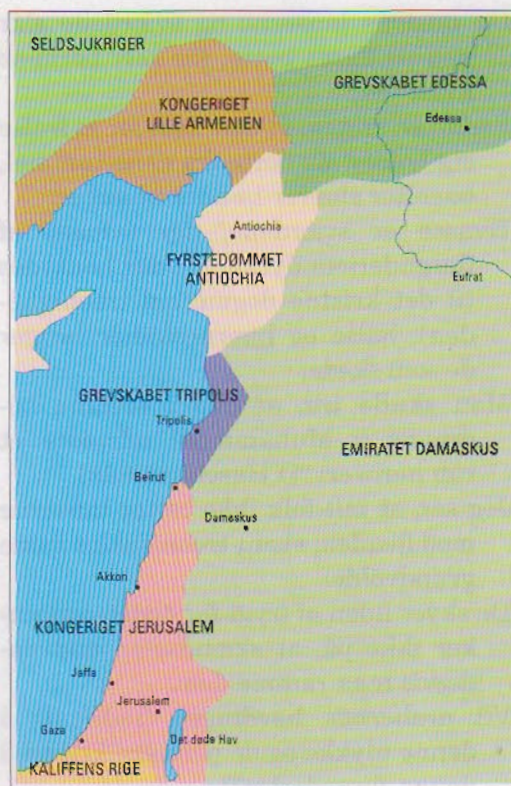 SELDSJUKRIGER
GREVSKABET EDESSA
KONGERIGET
LILLE ARMENIEN
Edessa
Antiochia
FYRSTEDØMMET
ANTIOCHIA
Eufrat
GREVSKABET TRIPOLIS
Tripolis
EMIRATET DAMASKUS
Beirut
Damaskus
Akkon
KONGERIGET JERUSALEM
Jaffa
Jerusalem
Gaza
Det døde Hav
KALIFFENS RIGE